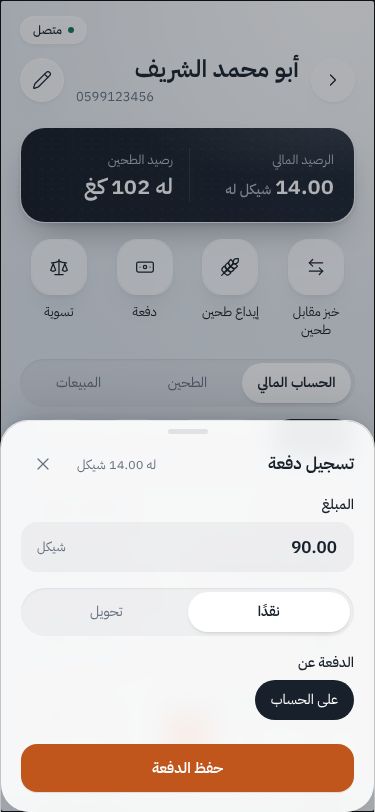 متصل
أبو محمد الشريف
0599123456
الرصيد المالي
14.00 شيكل له
رصيد الطحين
له 102 كغ
خبز مقابل طحين
إيداع طحين
دفعة
تسوية
الحساب المالي
الطحين
المبيعات
تسجيل دفعة
له 14.00 شيكل
المبلغ
90.00
شيكل
نقدًا
تحويل
الدفعة عن
على الحساب
حفظ الدفعة